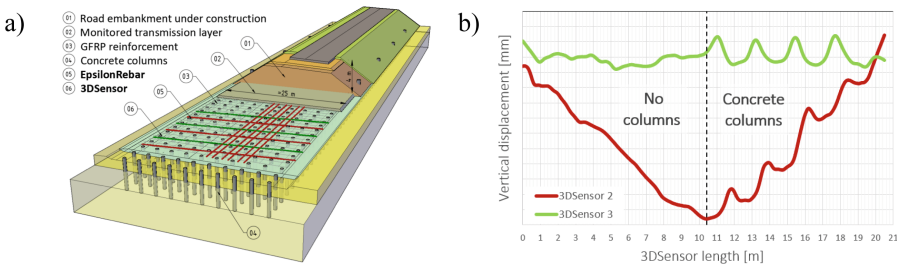 a)
01 Road embankment under construction
02 Monitored transmission layer
03 GFRP reinforcement
04 Concrete columns
05 EpsilonRebar
06 3DSensor
01
02
03
05
06
≈25 m
04
b)
Vertical displacement [mm]
No
columns
Concrete
columns
3DSensor 2
3DSensor 3
0 1 2 3 4 5 6 7 8 9 10 11 12 13 14 15 16 17 18 19 20 21
3DSensor length [m]